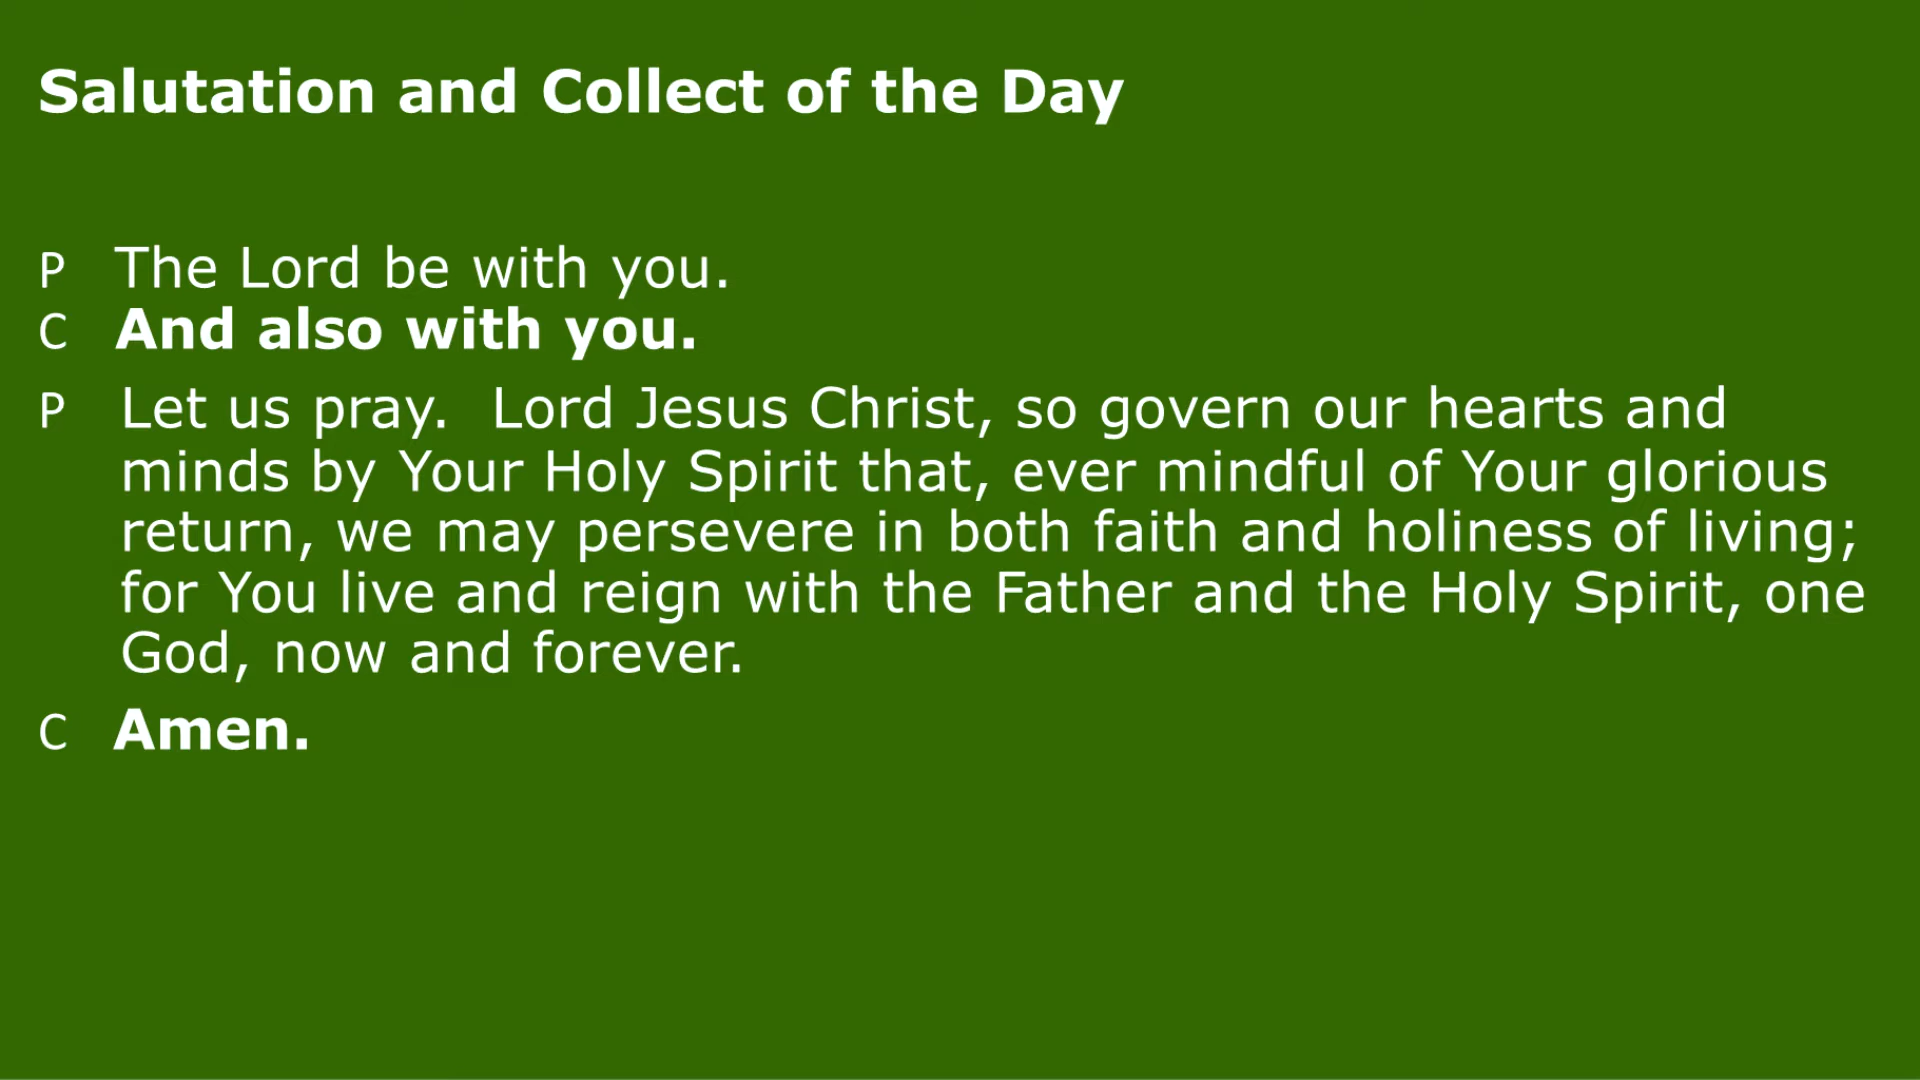 Salutation and Collect of the Day
P The Lord be with you.
C And also with you.
P Let us pray.  Lord Jesus Christ, so govern our hearts and
minds by Your Holy Spirit that, ever mindful of Your glorious
return, we may persevere in both faith and holiness of living;
for You live and reign with the Father and the Holy Spirit, one
God, now and forever.
C Amen.